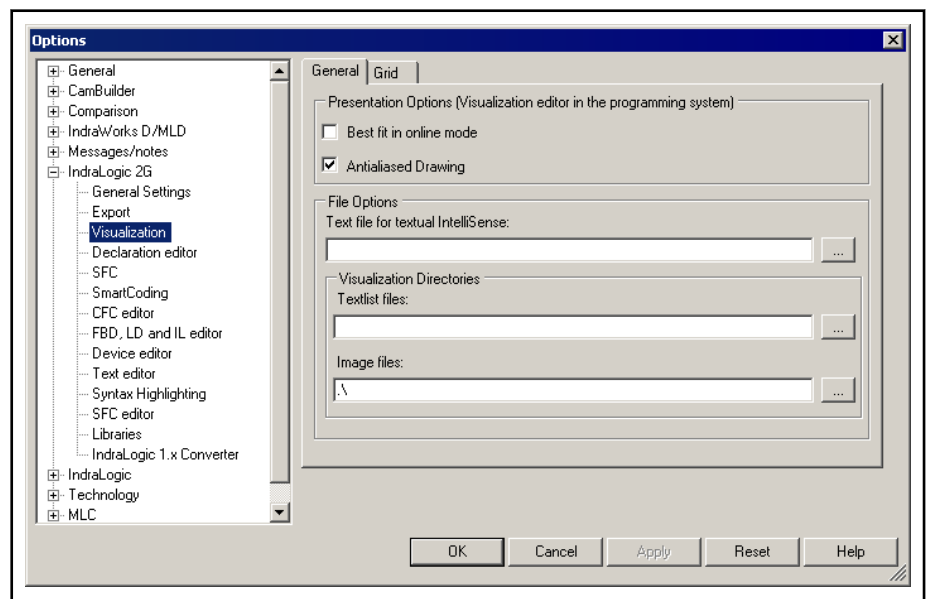 Options
General
CamBuilder
Comparison
IndraWorks D/MLD
Messages/notes
IndraLogic 2G
General Settings
Export
Visualization
Declaration editor
SFC
SmartCoding
CFC editor
FBD, LD and IL editor
Device editor
Text editor
Syntax Highlighting
SFC editor
Libraries
IndraLogic 1.x Converter
IndraLogic
Technology
MLC
General Grid
Presentation Options (Visualization editor in the programming system)
Best fit in online mode
Antialiased Drawing
File Options
Text file for textual IntelliSense:
...
Visualization Directories
Textlist files:
...
Image files:
.\ ...
OK Cancel Apply Reset Help